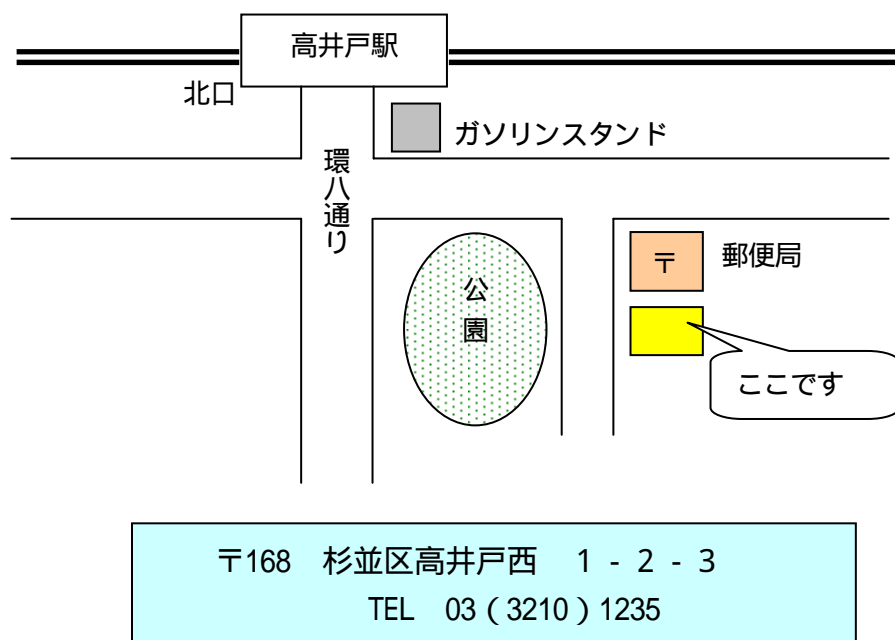 高井戸駅
北口
ガソリンスタンド
環八通り
〒
郵便局
公園
ここです
〒168　杉並区高井戸西　1 - 2 - 3
TEL　03（3210）1235